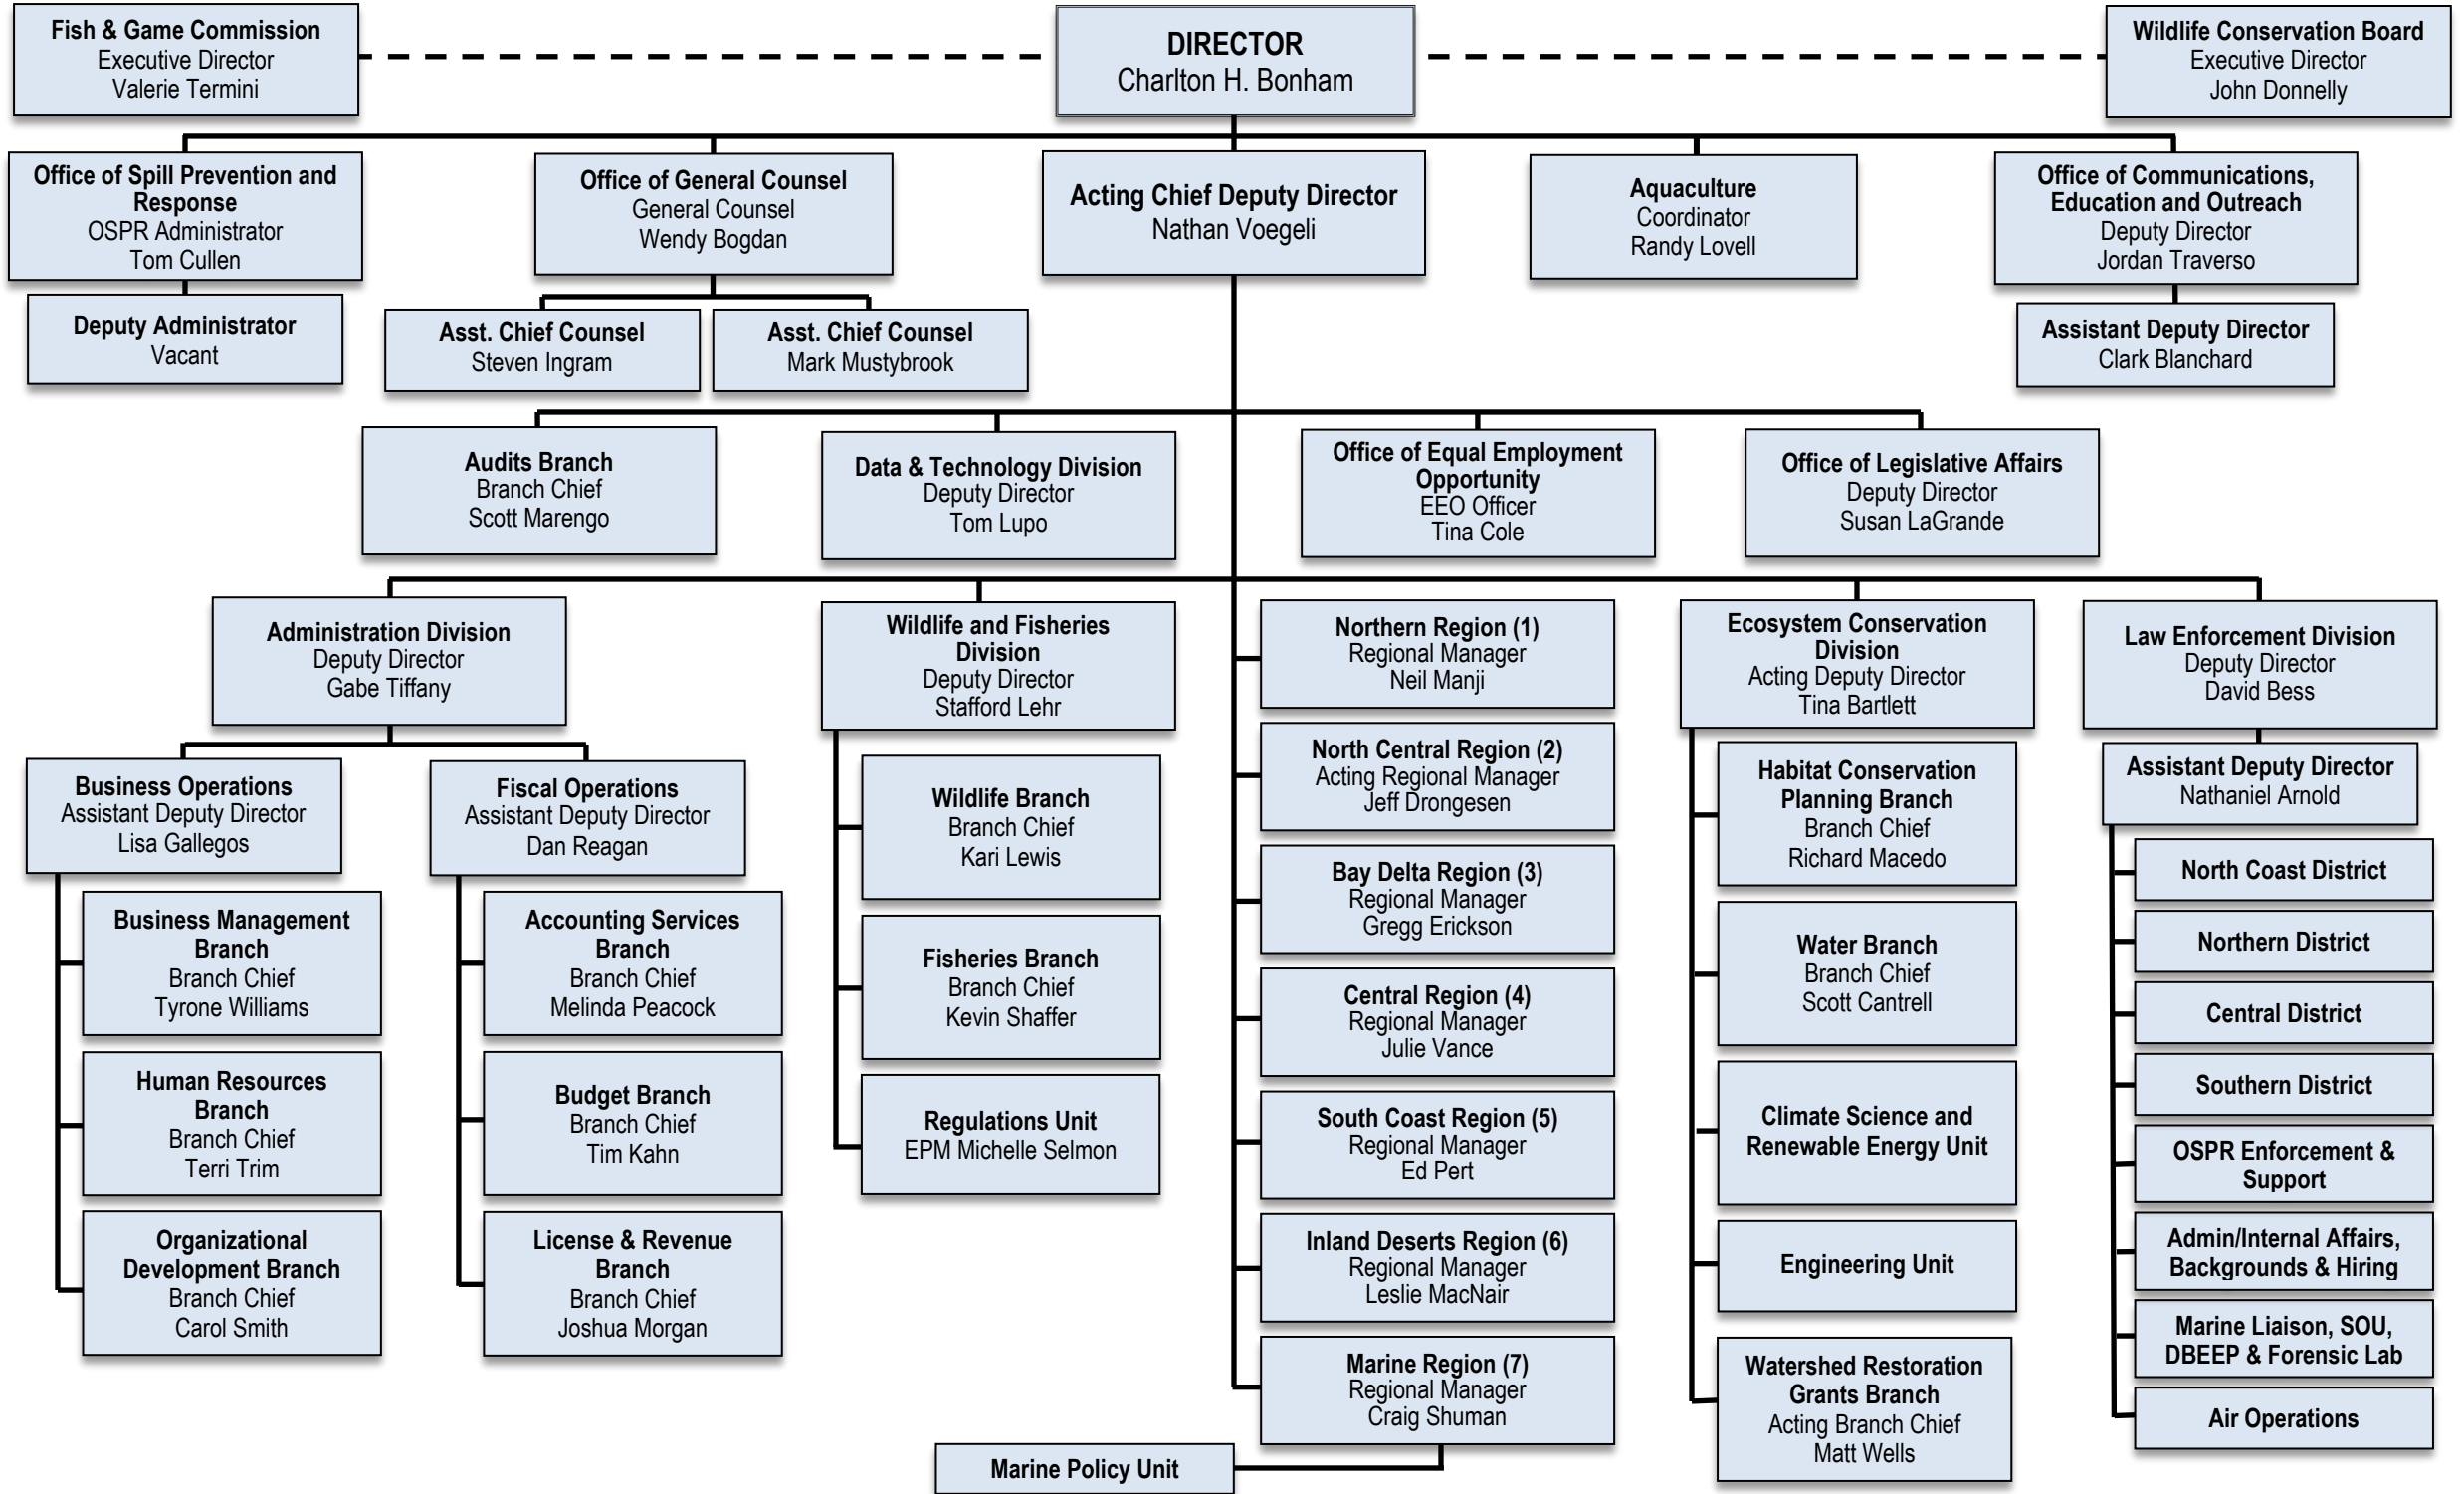 Fish & Game Commission
Executive Director
Valerie Termini
DIRECTOR
Charlton H. Bonham
Wildlife Conservation Board
Executive Director
John Donnelly
Office of Spill Prevention and
Response
OSPR Administrator
Tom Cullen
Office of General Counsel
General Counsel
Wendy Bogdan
Acting Chief Deputy Director
Nathan Voegeli
Aquaculture
Coordinator
Randy Lovell
Office of Communications,
Education and Outreach
Deputy Director
Jordan Traverso
Deputy Administrator
Vacant
Asst. Chief Counsel
Steven Ingram
Asst. Chief Counsel
Mark Mustybrook
Assistant Deputy Director
Clark Blanchard
Audits Branch
Branch Chief
Scott Marengo
Data & Technology Division
Deputy Director
Tom Lupo
Office of Equal Employment
Opportunity
EEO Officer
Tina Cole
Office of Legislative Affairs
Deputy Director
Susan LaGrande
Administration Division
Deputy Director
Gabe Tiffany
Business Operations
Assistant Deputy Director
Lisa Gallegos
Business Management
Branch
Branch Chief
Tyrone Williams
Human Resources
Branch
Branch Chief
Terri Trim
Organizational
Development Branch
Branch Chief
Carol Smith
Fiscal Operations
Assistant Deputy Director
Dan Reagan
Accounting Services
Branch
Branch Chief
Melinda Peacock
Budget Branch
Branch Chief
Tim Kahn
License & Revenue
Branch
Branch Chief
Joshua Morgan
Wildlife and Fisheries
Division
Deputy Director
Stafford Lehr
Wildlife Branch
Branch Chief
Kari Lewis
Fisheries Branch
Branch Chief
Kevin Shaffer
Regulations Unit
EPM Michelle Selmon
Northern Region (1)
Regional Manager
Neil Manji
North Central Region (2)
Acting Regional Manager
Jeff Drongesen
Bay Delta Region (3)
Regional Manager
Gregg Erickson
Central Region (4)
Regional Manager
Julie Vance
South Coast Region (5)
Regional Manager
Ed Pert
Inland Deserts Region (6)
Regional Manager
Leslie MacNair
Marine Region (7)
Regional Manager
Craig Shuman
Marine Policy Unit
Ecosystem Conservation
Division
Acting Deputy Director
Tina Bartlett
Habitat Conservation
Planning Branch
Branch Chief
Richard Macedo
Water Branch
Branch Chief
Scott Cantrell
Climate Science and
Renewable Energy Unit
Engineering Unit
Watershed Restoration
Grants Branch
Acting Branch Chief
Matt Wells
Law Enforcement Division
Deputy Director
David Bess
Assistant Deputy Director
Nathaniel Arnold
North Coast District
Northern District
Central District
Southern District
OSPR Enforcement &
Support
Admin/Internal Affairs,
Backgrounds & Hiring
Marine Liaison, SOU,
DBEEP & Forensic Lab
Air Operations